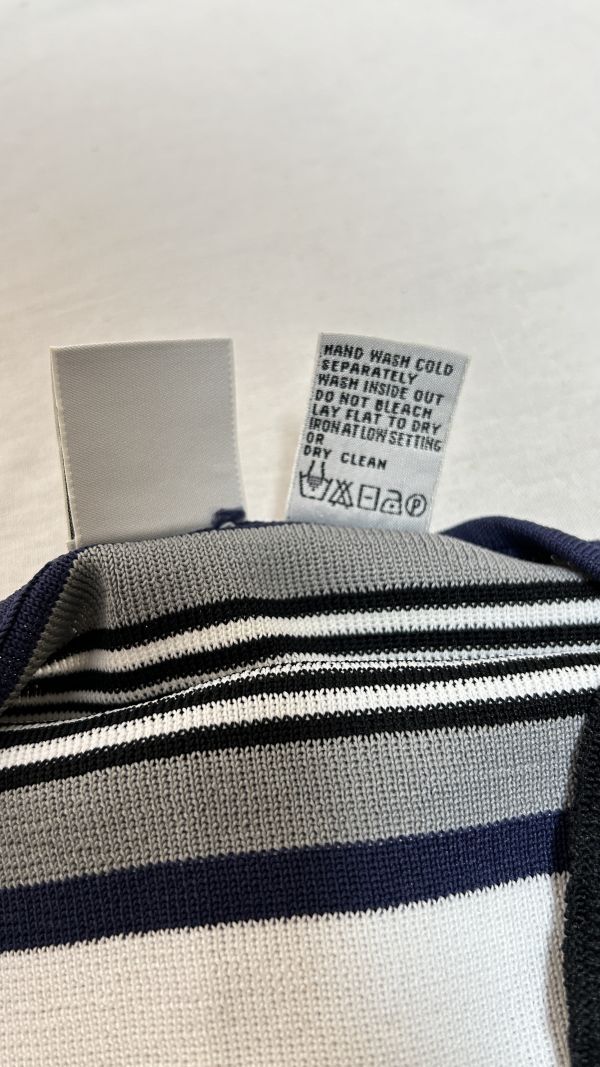 HAND WASH COLD
SEPARATELY
WASH INSIDE OUT
DO NOT BLEACH
LAY FLAT TO DRY
IRON AT LOW SETTING
OR
DRY CLEAN
P